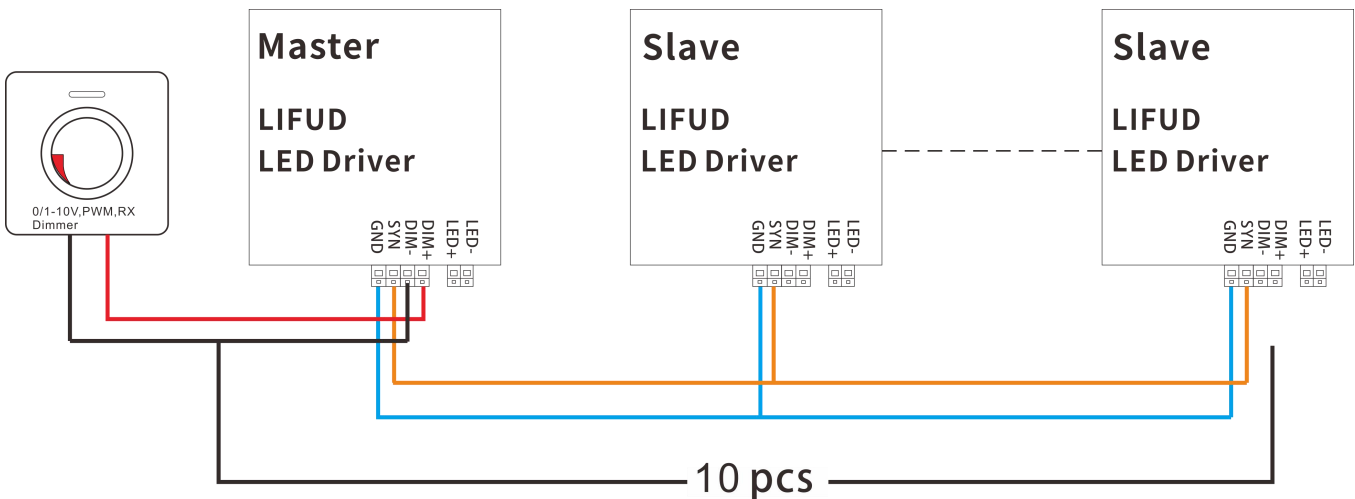 Master
LIFUD
LED Driver
GND
SYN
DIM-
DIM+
LED+
LED-
Slave
LIFUD
LED Driver
GND
SYN
DIM-
DIM+
LED+
LED-
Slave
LIFUD
LED Driver
GND
SYN
DIM-
DIM+
LED+
LED-
0/1-10V,PWM,RX
Dimmer
10 pcs